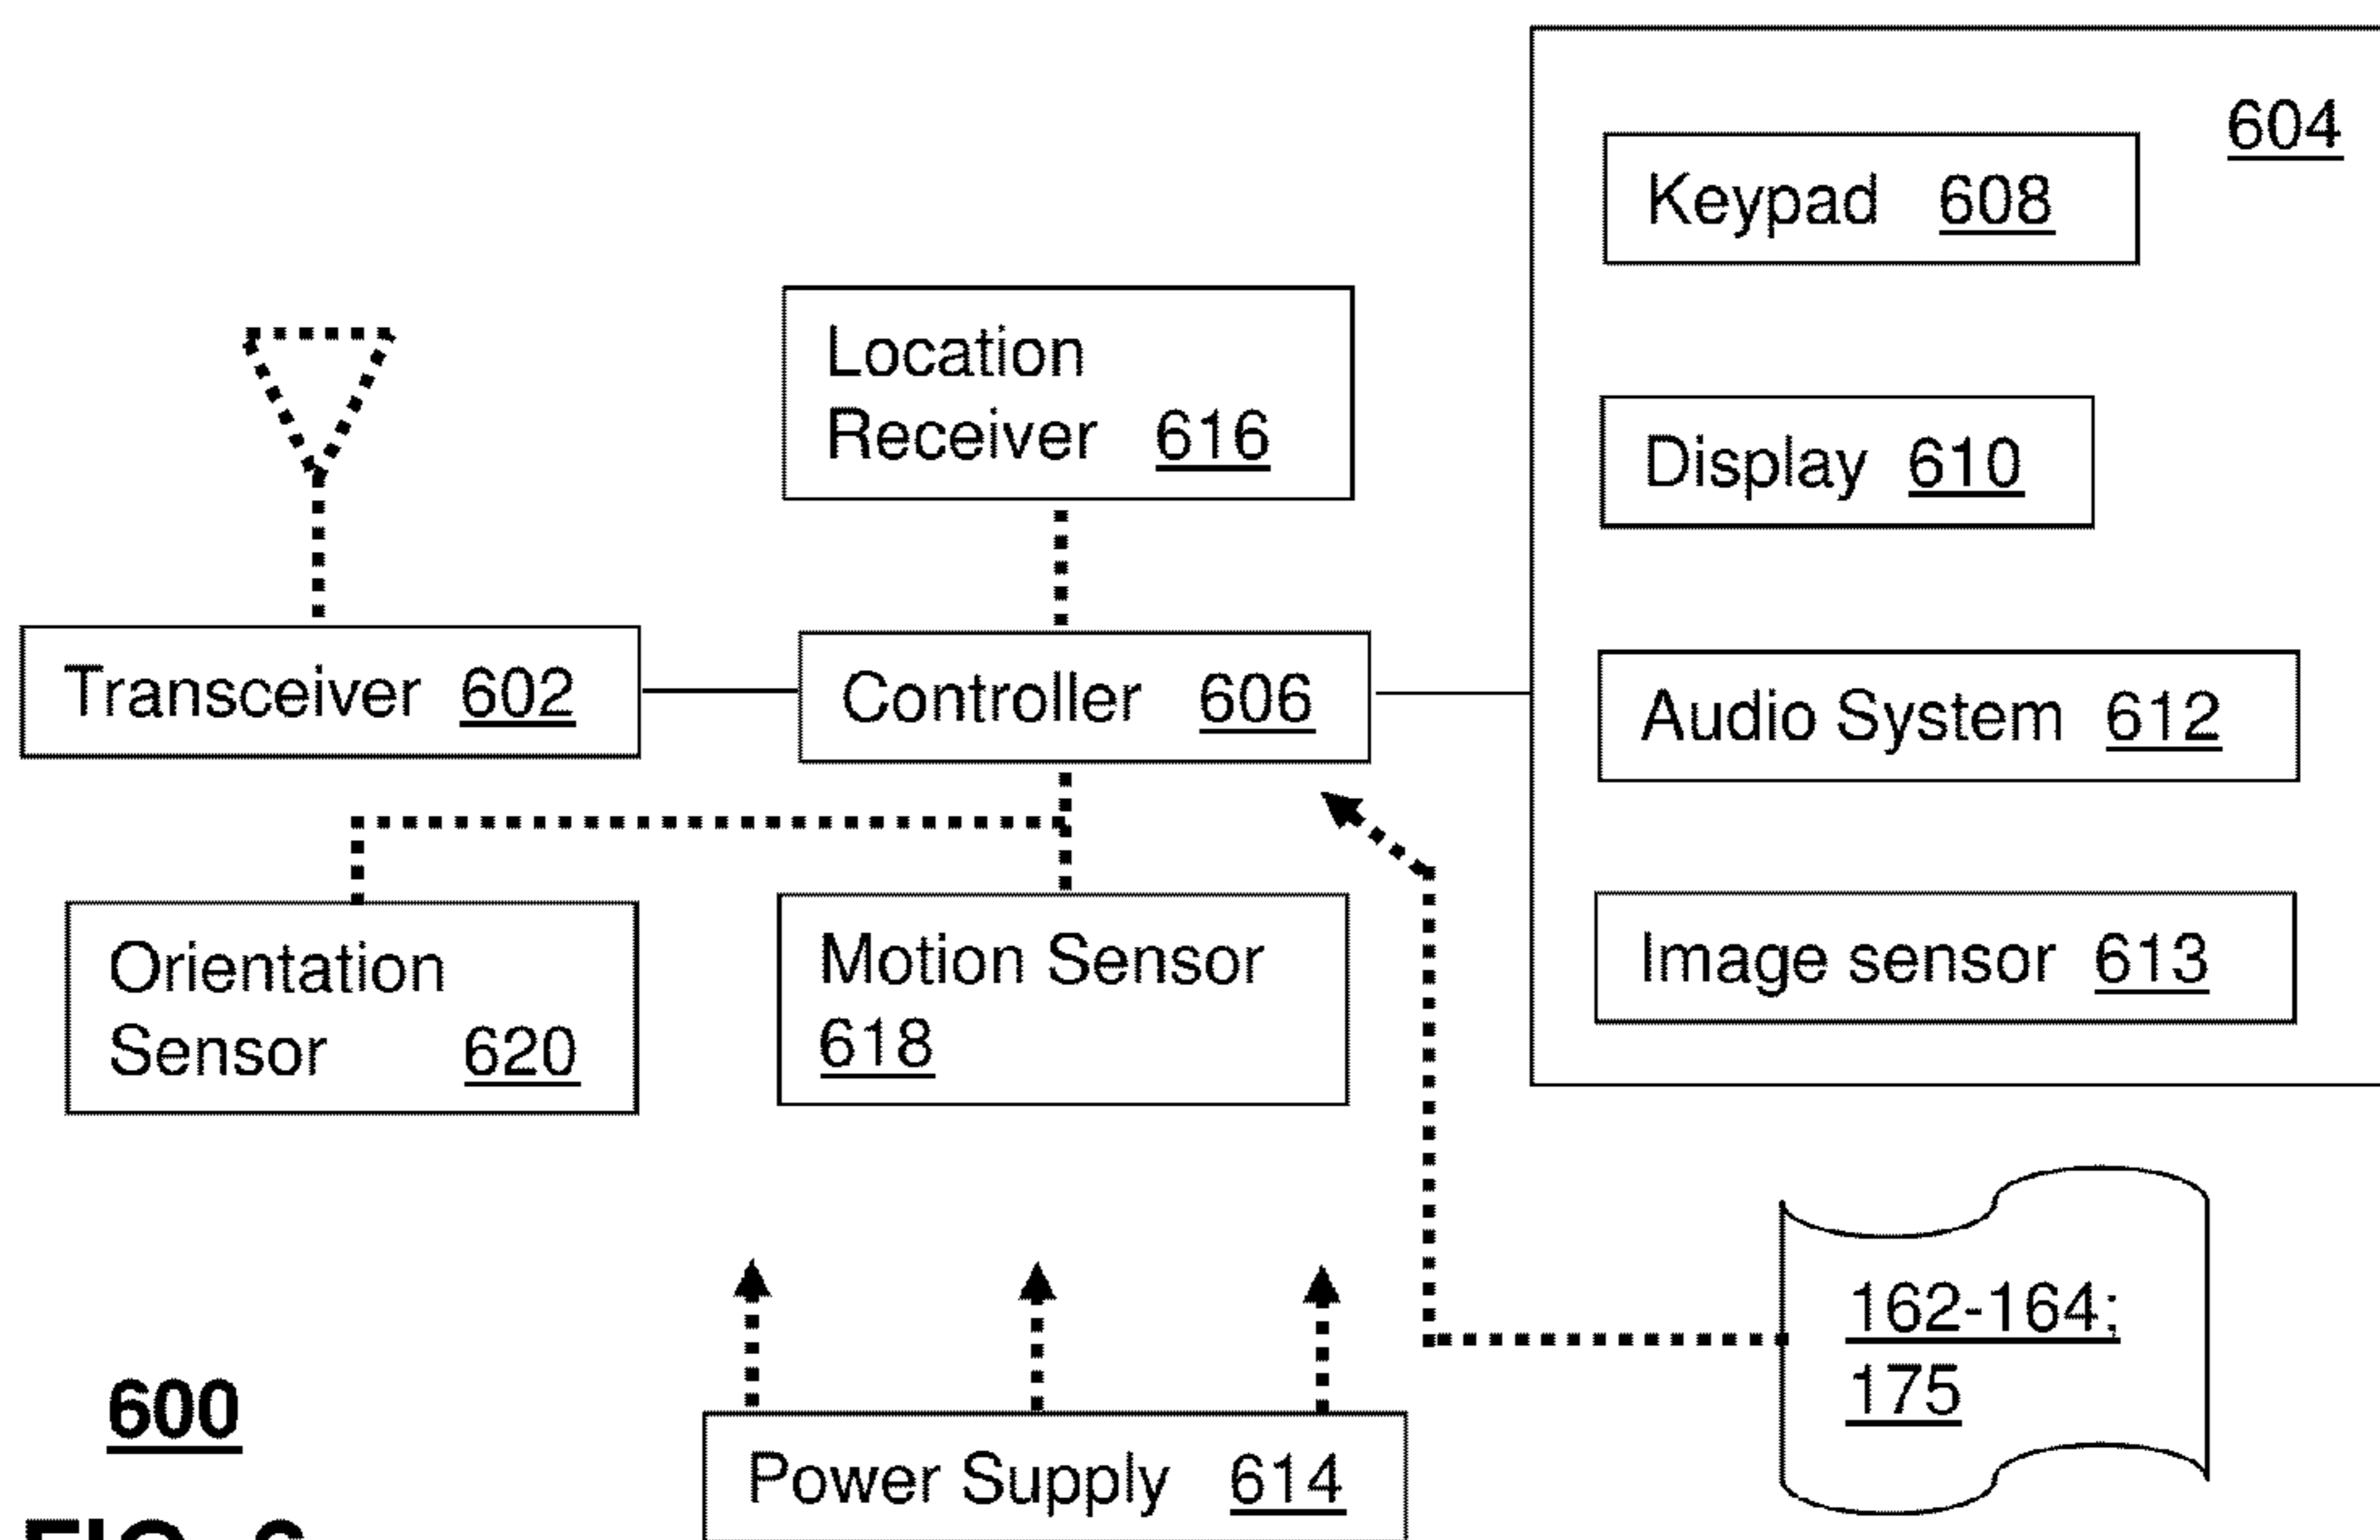 604
Keypad 608
Location
Receiver 616
Display 610
Transceiver 602
Controller 606
Audio System 612
Orientation
Sensor 620
Motion Sensor
618
Image sensor 613
162-164;
175
600
Power Supply 614